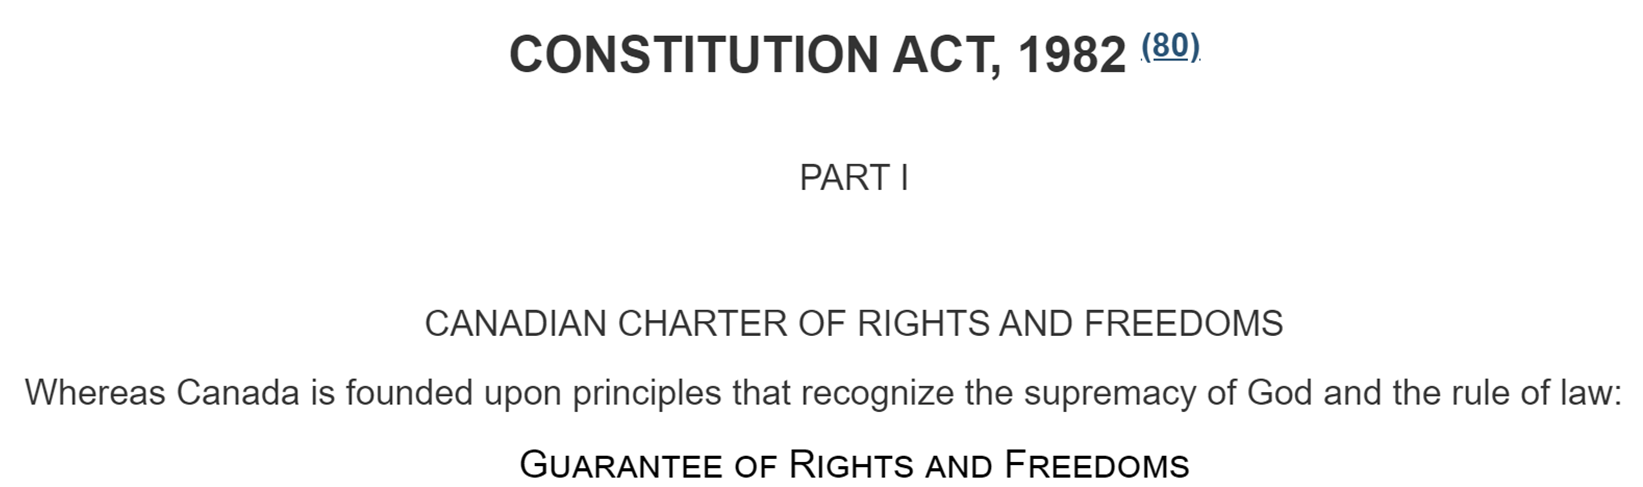 CONSTITUTION ACT, 1982 (80)
PART I
CANADIAN CHARTER OF RIGHTS AND FREEDOMS
Whereas Canada is founded upon principles that recognize the supremacy of God and the rule of law:
GUARANTEE OF RIGHTS AND FREEDOMS